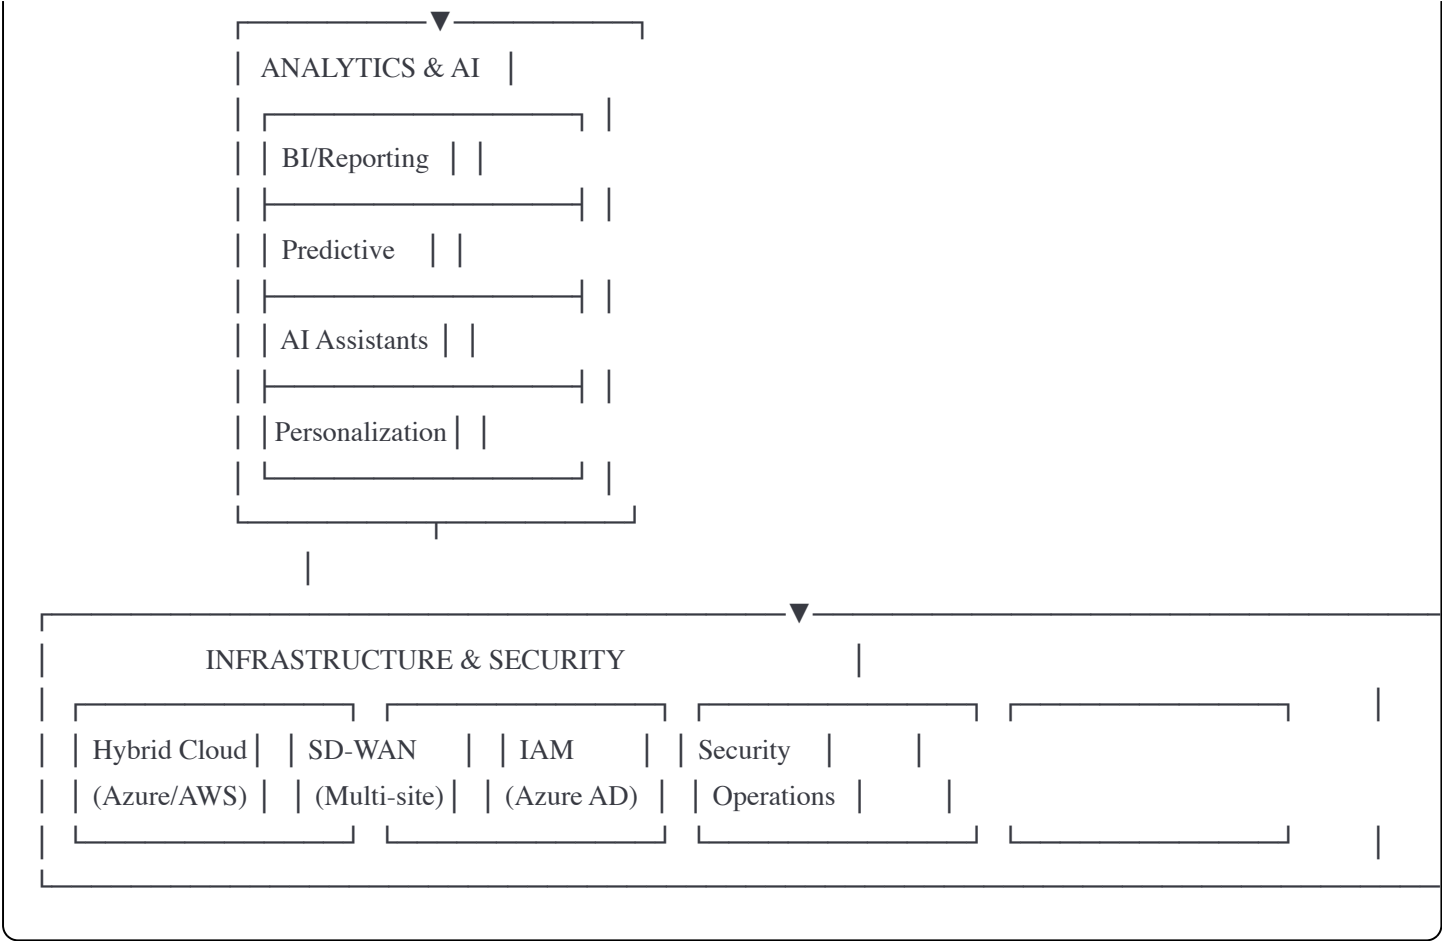 ANALYTICS & AI
BI/Reporting
Predictive
AI Assistants
Personalization
INFRASTRUCTURE & SECURITY
Hybrid Cloud SD-WAN IAM Security
(Azure/AWS) (Multi-site) (Azure AD) Operations